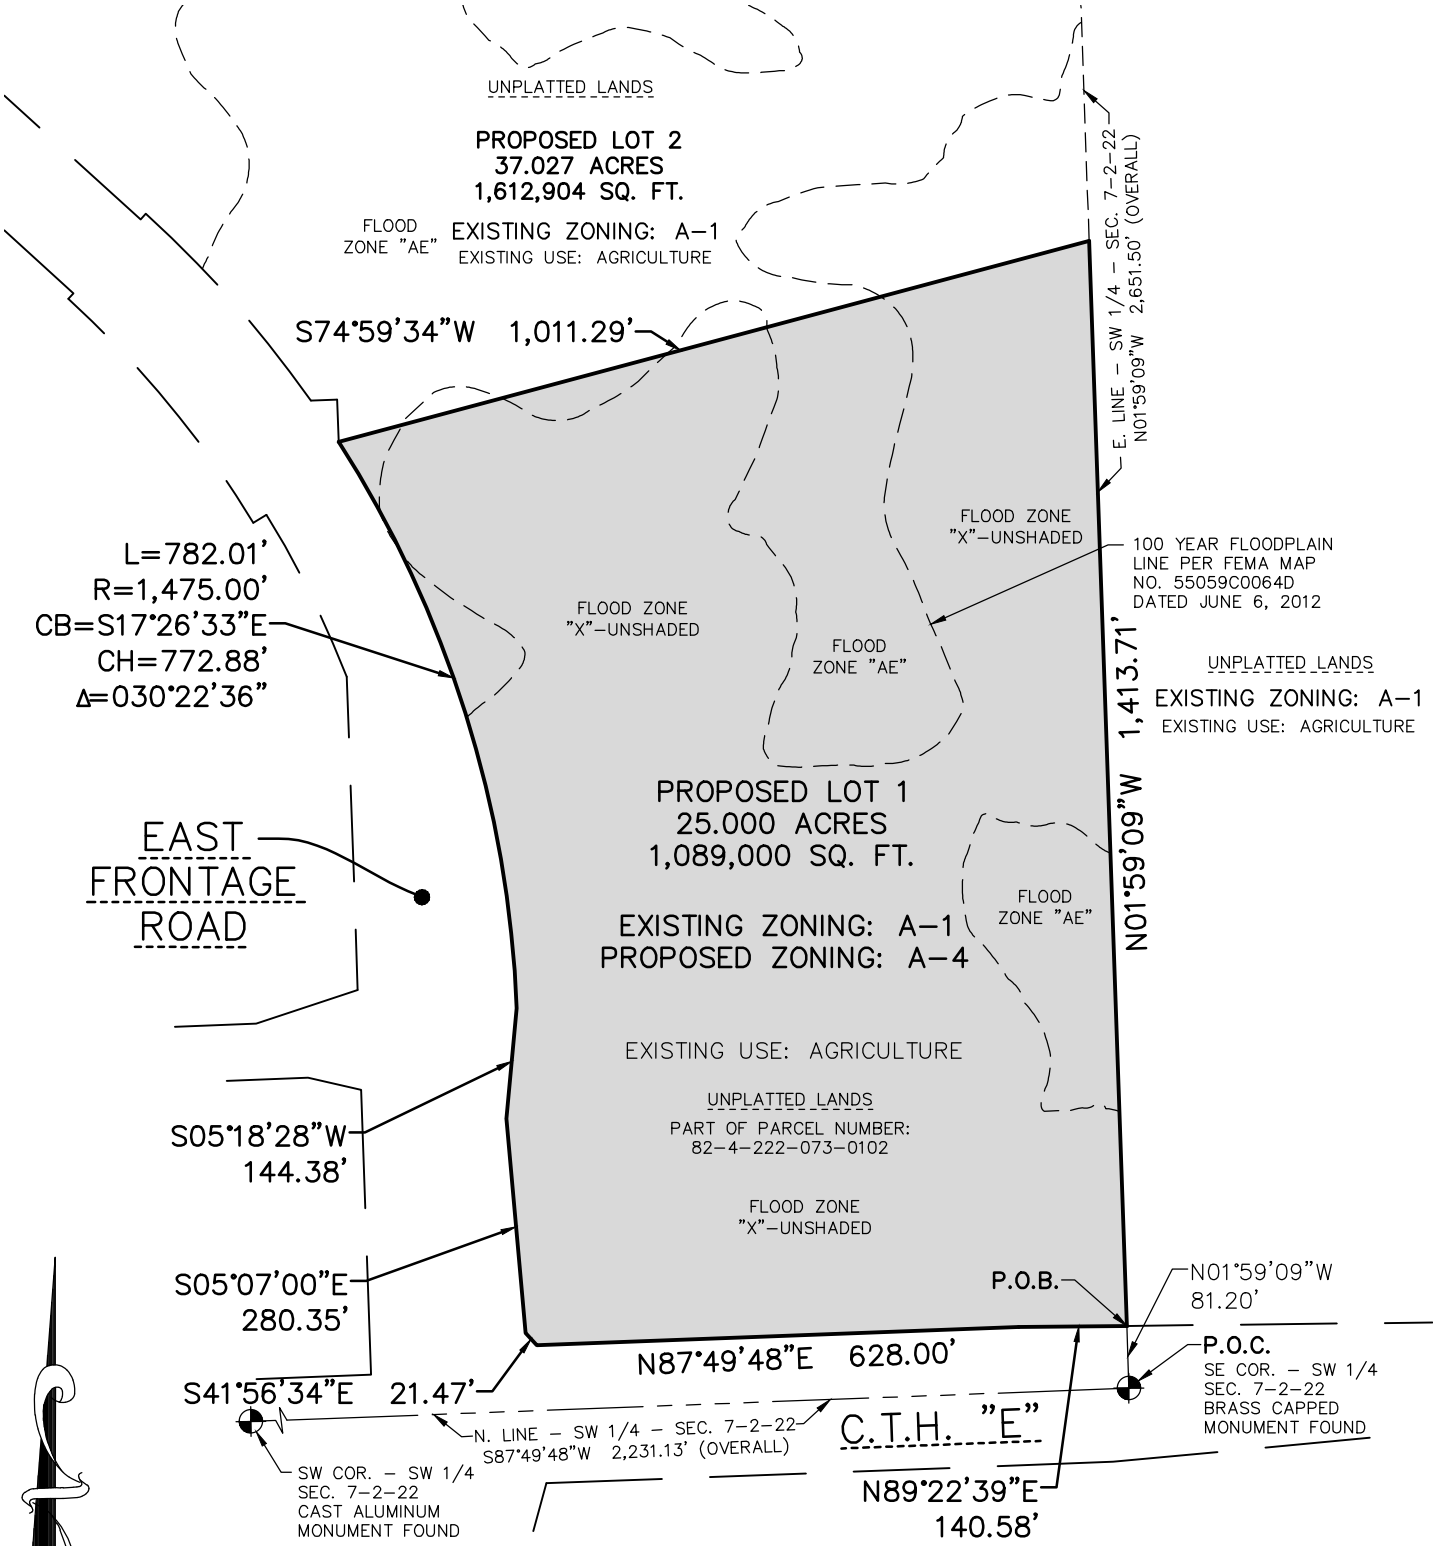 UNPLATTED LANDS
PROPOSED LOT 2
37.027 ACRES
1,612,904 SQ. FT.
FLOOD
ZONE "AE"
EXISTING ZONING: A-1
EXISTING USE: AGRICULTURE
E. LINE - SW 1/4 - SEC. 7-2-22
N01°59'09"W 2,651.50' (OVERALL)
S74°59'34"W 1,011.29'
L=782.01'
R=1,475.00'
CB=S17°26'33"E
CH=772.88'
Δ=030°22'36"
FLOOD ZONE
"X"-UNSHADED
100 YEAR FLOODPLAIN
LINE PER FEMA MAP
NO. 55059C0064D
DATED JUNE 6, 2012
FLOOD ZONE
"X"-UNSHADED
FLOOD
ZONE "AE"
N01°59'09"W 1,413.71'
UNPLATTED LANDS
EXISTING ZONING: A-1
EXISTING USE: AGRICULTURE
PROPOSED LOT 1
25.000 ACRES
1,089,000 SQ. FT.
EAST
FRONTAGE
ROAD
EXISTING ZONING: A-1
PROPOSED ZONING: A-4
FLOOD
ZONE "AE"
EXISTING USE: AGRICULTURE
UNPLATTED LANDS
PART OF PARCEL NUMBER:
82-4-222-073-0102
S05°18'28"W
144.38'
FLOOD ZONE
"X"-UNSHADED
S05°07'00"E
280.35'
P.O.B.
N01°59'09"W
81.20'
P.O.C.
SE COR. - SW 1/4
SEC. 7-2-22
BRASS CAPPED
MONUMENT FOUND
N87°49'48"E 628.00'
S41°56'34"E 21.47'
N. LINE - SW 1/4 - SEC. 7-2-22
S87°49'48"W 2,231.13' (OVERALL)
C.T.H. "E"
SW COR. - SW 1/4
SEC. 7-2-22
CAST ALUMINUM
MONUMENT FOUND
N89°22'39"E
140.58'